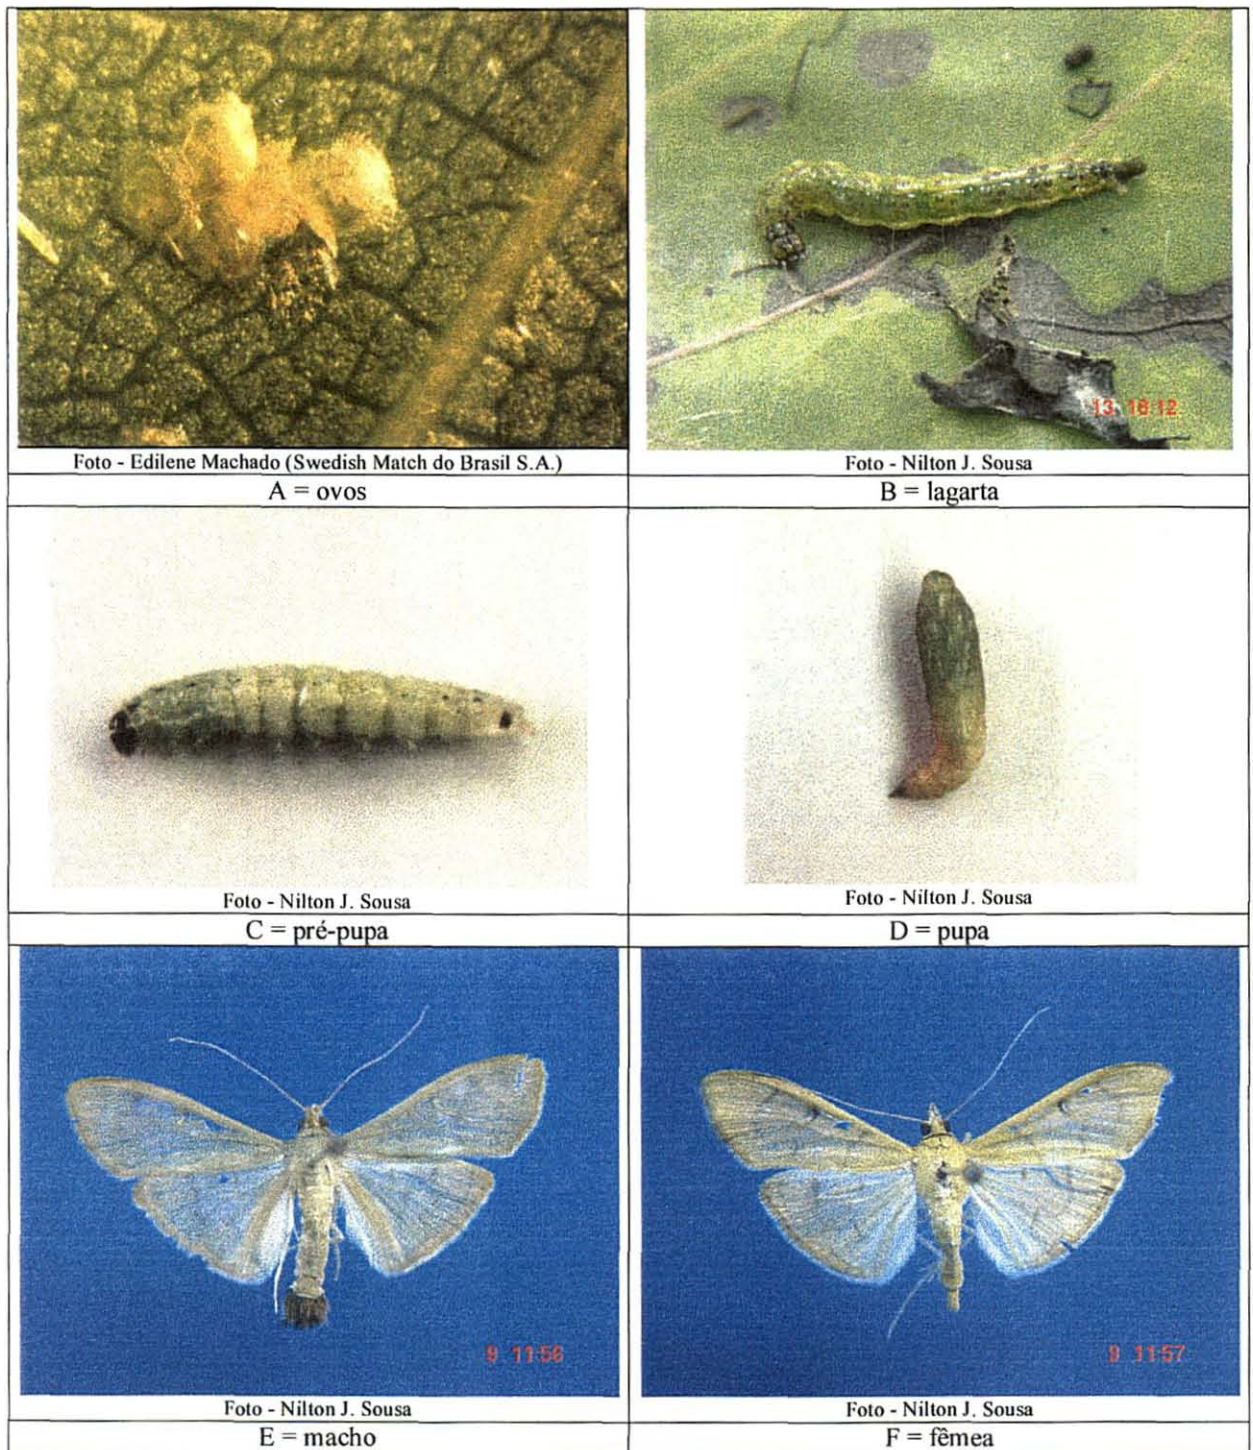 Foto - Edilene Machado (Swedish Match do Brasil S.A.)
A = ovos
13 16:12
Foto - Nilton J. Sousa
B = lagarta
Foto - Nilton J. Sousa
C = pré-pupa
Foto - Nilton J. Sousa
D = pupa
9 11:56
Foto - Nilton J. Sousa
E = macho
9 11:57
Foto - Nilton J. Sousa
F = fêmea